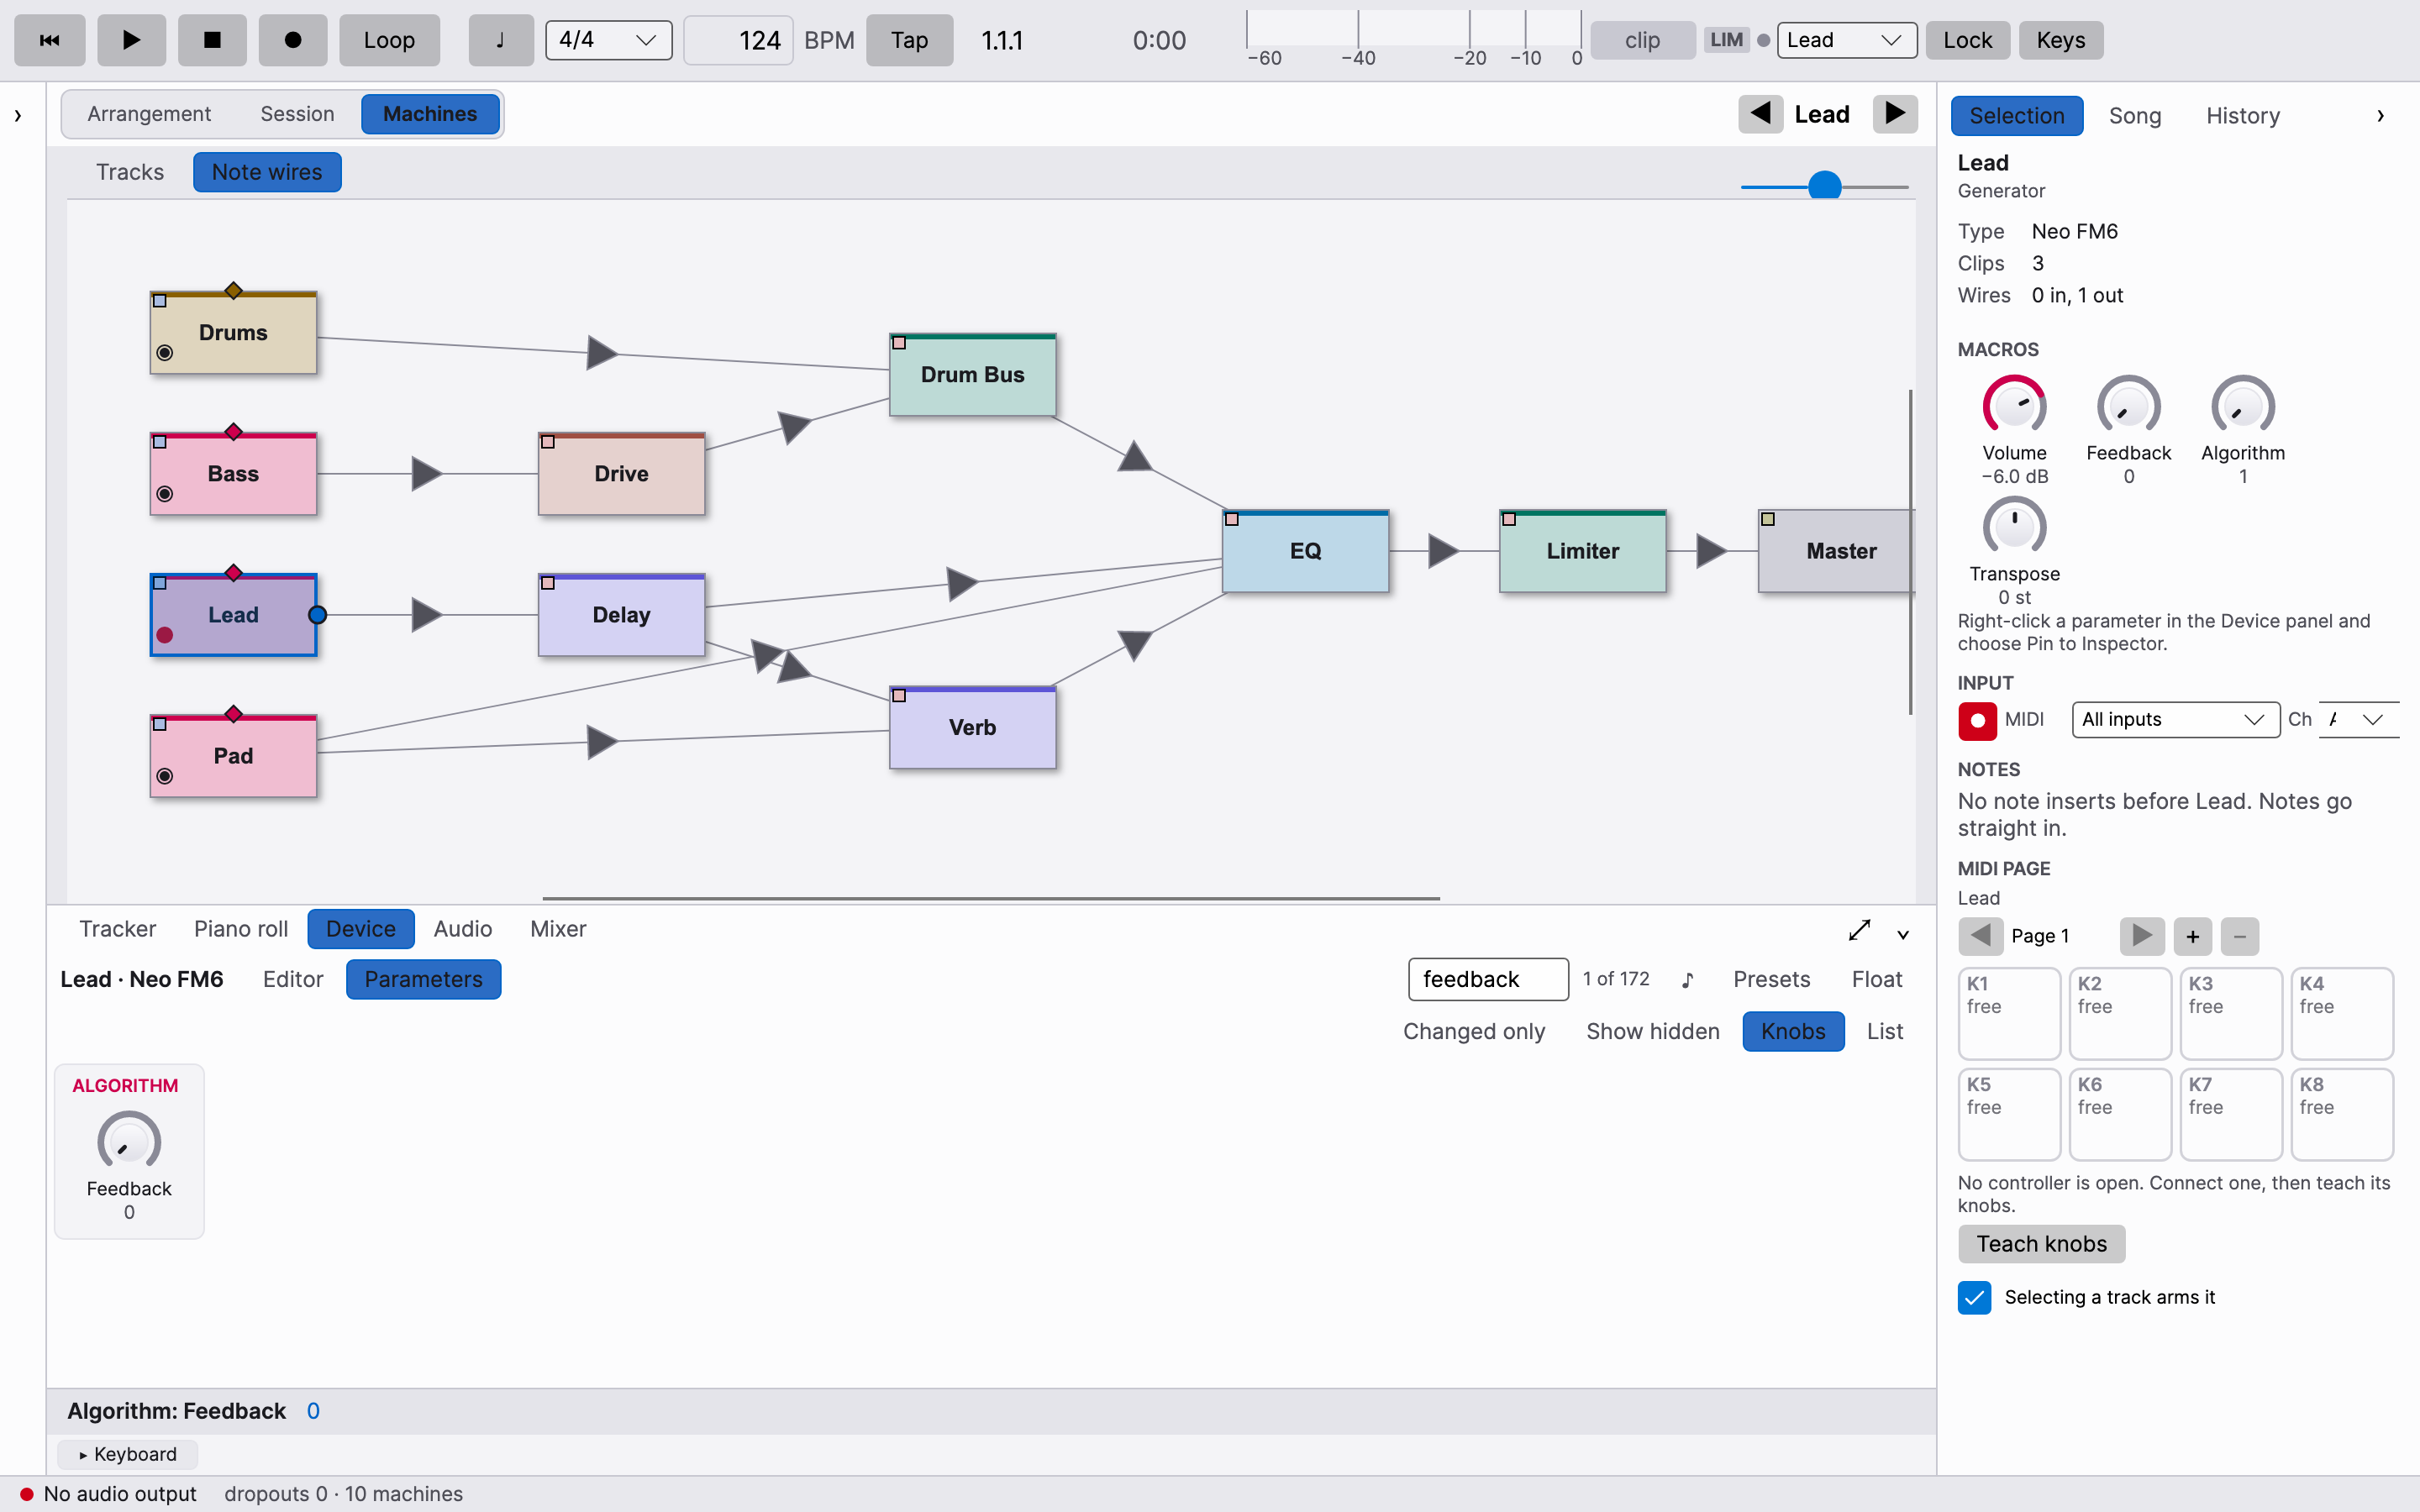 Loop
4/4
124 BPM
Tap
1.1.1
0:00
−60 −40 −20 −10 0
clip
LIM
Lead
Lock
Keys
Arrangement Session Machines
Lead
Tracks Note wires
Drums
Drum Bus
Bass
Drive
EQ
Limiter
Master
Lead
Delay
Pad
Verb
Tracker Piano roll Device Audio Mixer
Lead · Neo FM6 Editor Parameters
feedback 1 of 172 Presets Float
Changed only Show hidden Knobs List
ALGORITHM
Feedback
0
Algorithm: Feedback 0
Keyboard
No audio output dropouts 0 · 10 machines
Selection Song History
Lead
Generator
Type Neo FM6
Clips 3
Wires 0 in, 1 out
MACROS
Volume Feedback Algorithm
−6.0 dB 0 1
Transpose
0 st
Right-click a parameter in the Device panel and
choose Pin to Inspector.
INPUT
MIDI All inputs Ch
NOTES
No note inserts before Lead. Notes go
straight in.
MIDI PAGE
Lead
Page 1 + −
K1 K2 K3 K4
free free free free
K5 K6 K7 K8
free free free free
No controller is open. Connect one, then teach its
knobs.
Teach knobs
Selecting a track arms it